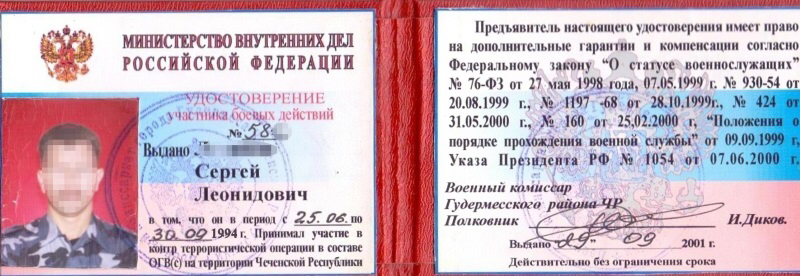 МИНИСТЕРСТВО ВНУТРЕННИХ ДЕЛ
РОССИЙСКОЙ ФЕДЕРАЦИИ
УДОСТОВЕРЕНИЕ
участника боевых действий
№ 58
Выдано
Сергей
Леонидович
в том, что он в период с 25.06. по
30.09 1994 г. Принимал участие в
контр террористической операции в составе
ОГВ(с) на территории Чеченской Республики
Предъявитель настоящего удостоверения имеет право
на дополнительные гарантии и компенсации согласно
Федеральному закону "О статусе военнослужащих"
№ 76-ФЗ от 27 мая 1998 года, 07.05.1999 г. № 930-54 от
20.08.1999 г., № 1197 -68 от 28.10.1999г., № 424 от
31.05.2000 г., № 160 от 25,02.2000 г, "Положения о
порядке прохождения военной службы" от 09.09.1999 г,
Указа Президента РФ № 1054 от 07.06.2000 г.
Военный комиссар
Гудермесского района ЧР
Полковник И.Диков.
Выдано "09" 09 2001 г.
Действительно без ограничения срока